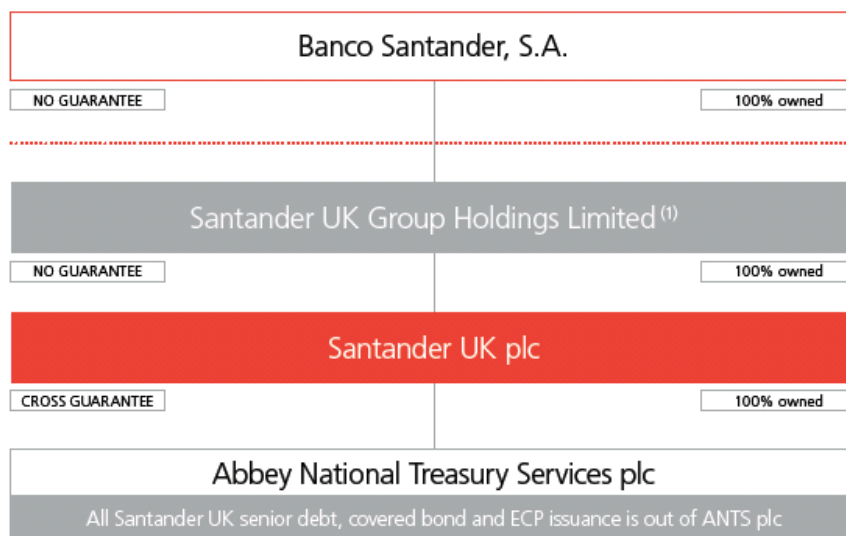 Banco Santander, S.A.
NO GUARANTEE
100% owned
Santander UK Group Holdings Limited (1)
NO GUARANTEE
100% owned
Santander UK plc
CROSS GUARANTEE
100% owned
Abbey National Treasury Services plc
All Santander UK senior debt, covered bond and ECP issuance is out of ANTS plc